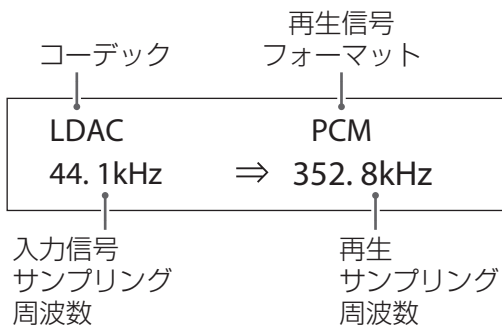 再生信号
コーデック フォーマット
LDAC PCM
44. 1kHz ⇒ 352. 8kHz
入力信号 再生
サンプリング サンプリング
周波数 周波数